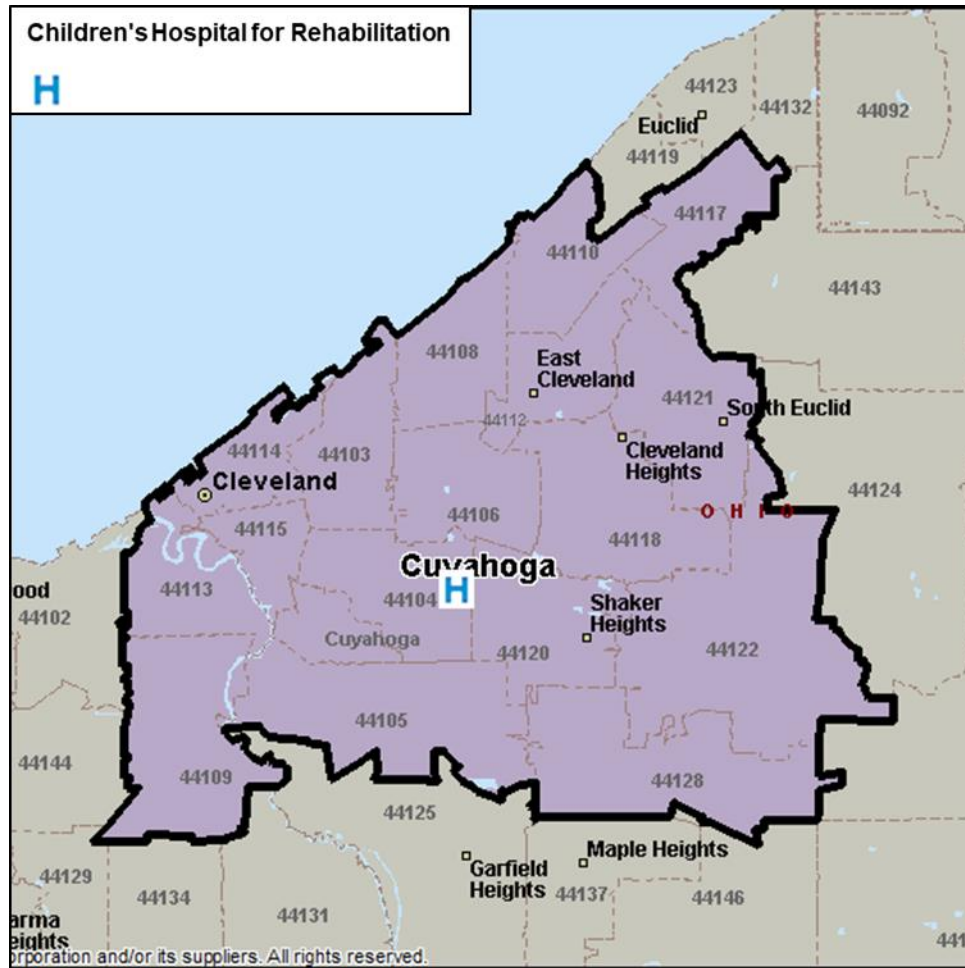 Children's Hospital for Rehabilitation
H
44123
44132
44092
Euclid
44119
44117
44110
44143
44108
East
Cleveland
44121
South Euclid
44112
44114
44103
Cleveland
Heights
Cleveland
44124
44106
O H I O
44115
44118
Cuyahoga
44113
44104
H
ood
44102
Shaker
Heights
Cuyahoga
44120
44122
44105
44144
44109
44128
44125
Maple Heights
Garfield
Heights
44129
44134
44137
44146
44131
arma
eights
441
orporation and/or its suppliers. All rights reserved.